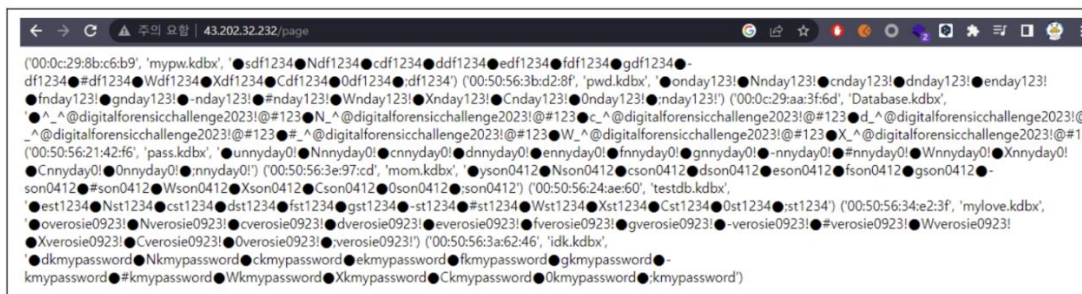 주의 요함 | 43.202.32.232/page
('00:0c:29:8b:c6:b9', 'mypw.kdbx', '●sdf1234●Ndf1234●cdf1234●ddf1234●edf1234●fdf1234●gdf1234●-
df1234●#df1234●Wdf1234●Xdf1234●Cdf1234●0df1234●;df1234') ('00:50:56:3b:d2:8f', 'pwd.kdbx', '●onday123!●Nnday123!●cnday123!●dnday123!●enday123!
●fnday123!●gnday123!●-nday123!●#nday123!●Wnday123!●Xnday123!●Cnday123!●0nday123!●;nday123!') ('00:0c:29:aa:3f:6d', 'Database.kdbx',
'●^_^@digitalforensicchallenge2023!@#123●N_^@digitalforensicchallenge2023!@#123●c_^@digitalforensicchallenge2023!@#123●d_^@digitalforensicchallenge2023!@
_^@digitalforensicchallenge2023!@#123●#_^@digitalforensicchallenge2023!@#123●W_^@digitalforensicchallenge2023!@#123●X_^@digitalforensicchallenge2023!@#1
('00:50:56:21:42:f6', 'pass.kdbx', '●unnyday0!●Nnnyday0!●cnnyday0!●dnnyday0!●ennyday0!●fnnyday0!●gnnyday0!●-nnyday0!●#nnyday0!●Wnnyday0!●Xnnyday0!
●Cnnyday0!●0nnyday0!●;nnyday0!') ('00:50:56:3e:97:cd', 'mom.kdbx', '●yson0412●Nson0412●cson0412●dson0412●eson0412●fson0412●gson0412●-
son0412●#son0412●Wson0412●Xson0412●Cson0412●0son0412●;son0412') ('00:50:56:24:ae:60', 'testdb.kdbx',
'●est1234●Nst1234●cst1234●dst1234●fst1234●gst1234●-st1234●#st1234●Wst1234●Xst1234●Cst1234●0st1234●;st1234') ('00:50:56:34:e2:3f', 'mylove.kdbx',
'●overosie0923!●Nverosie0923!●cverosie0923!●dverosie0923!●everosie0923!●fverosie0923!●gverosie0923!●-verosie0923!●#verosie0923!●Wverosie0923!
●Xverosie0923!●Cverosie0923!●0verosie0923!●;verosie0923!') ('00:50:56:3a:62:46', 'idk.kdbx',
'●dkmypassword●Nkmypassword●ckmypassword●ekmypassword●fkmypassword●gkmypassword●-
kmypassword●#kmypassword●Wkmypassword●Xkmypassword●Ckmypassword●0kmypassword●;kmypassword')